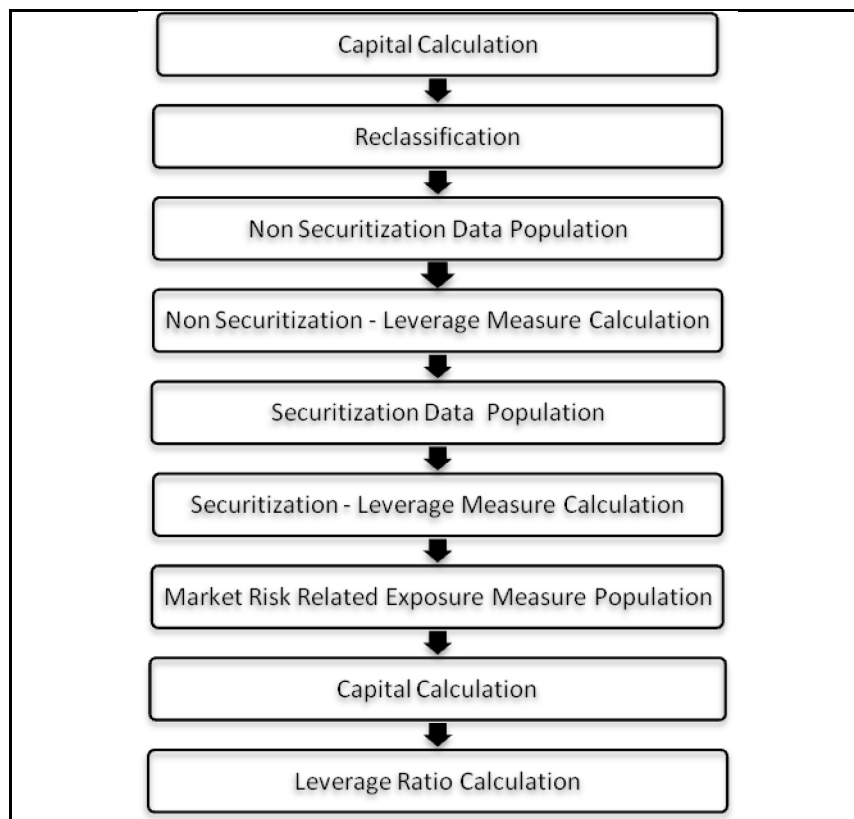 Capital Calculation
Reclassification
Non Securitization Data Population
Non Securitization - Leverage Measure Calculation
Securitization Data Population
Securitization - Leverage Measure Calculation
Market Risk Related Exposure Measure Population
Capital Calculation
Leverage Ratio Calculation